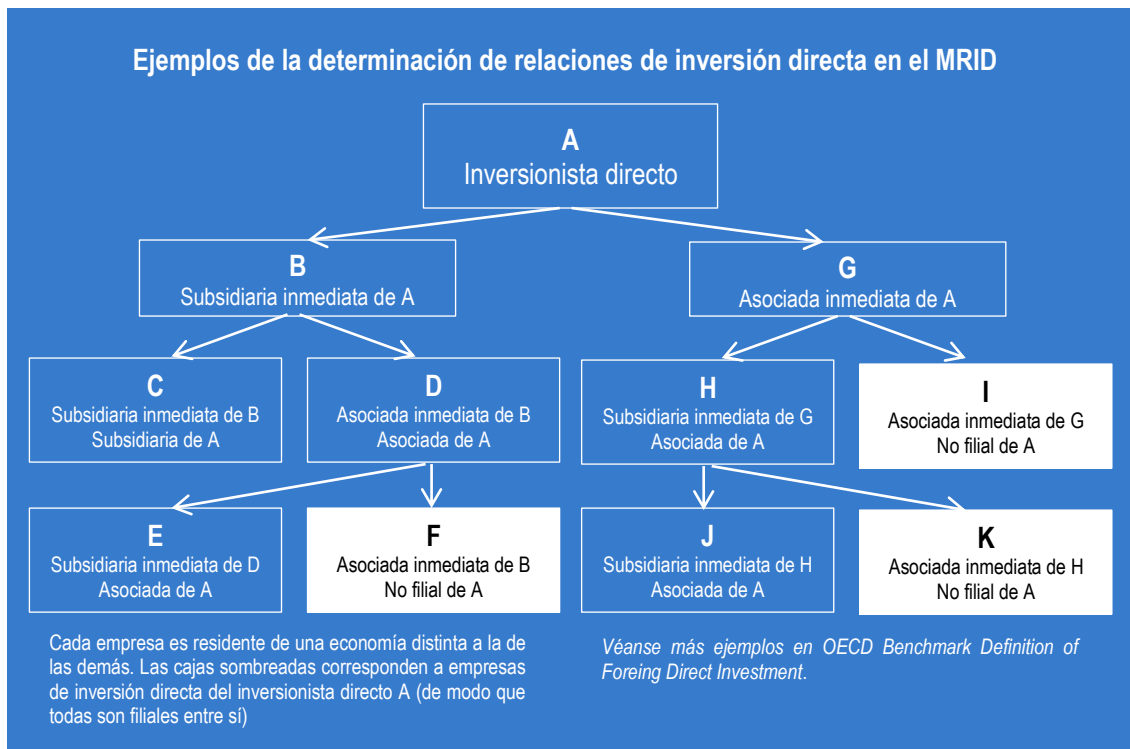 Ejemplos de la determinación de relaciones de inversión directa en el MRID
A
Inversionista directo
B
Subsidiaria inmediata de A
G
Asociada inmediata de A
C
Subsidiaria inmediata de B
Subsidiaria de A
D
Asociada inmediata de B
Asociada de A
H
Subsidiaria inmediata de G
Asociada de A
I
Asociada inmediata de G
No filial de A
E
Subsidiaria inmediata de D
Asociada de A
F
Asociada inmediata de B
No filial de A
J
Subsidiaria inmediata de H
Asociada de A
K
Asociada inmediata de H
No filial de A
Cada empresa es residente de una economía distinta a la de
las demás. Las cajas sombreadas corresponden a empresas
de inversión directa del inversionista directo A (de modo que
todas son filiales entre sí)
Véanse más ejemplos en OECD Benchmark Definition of
Foreing Direct Investment.